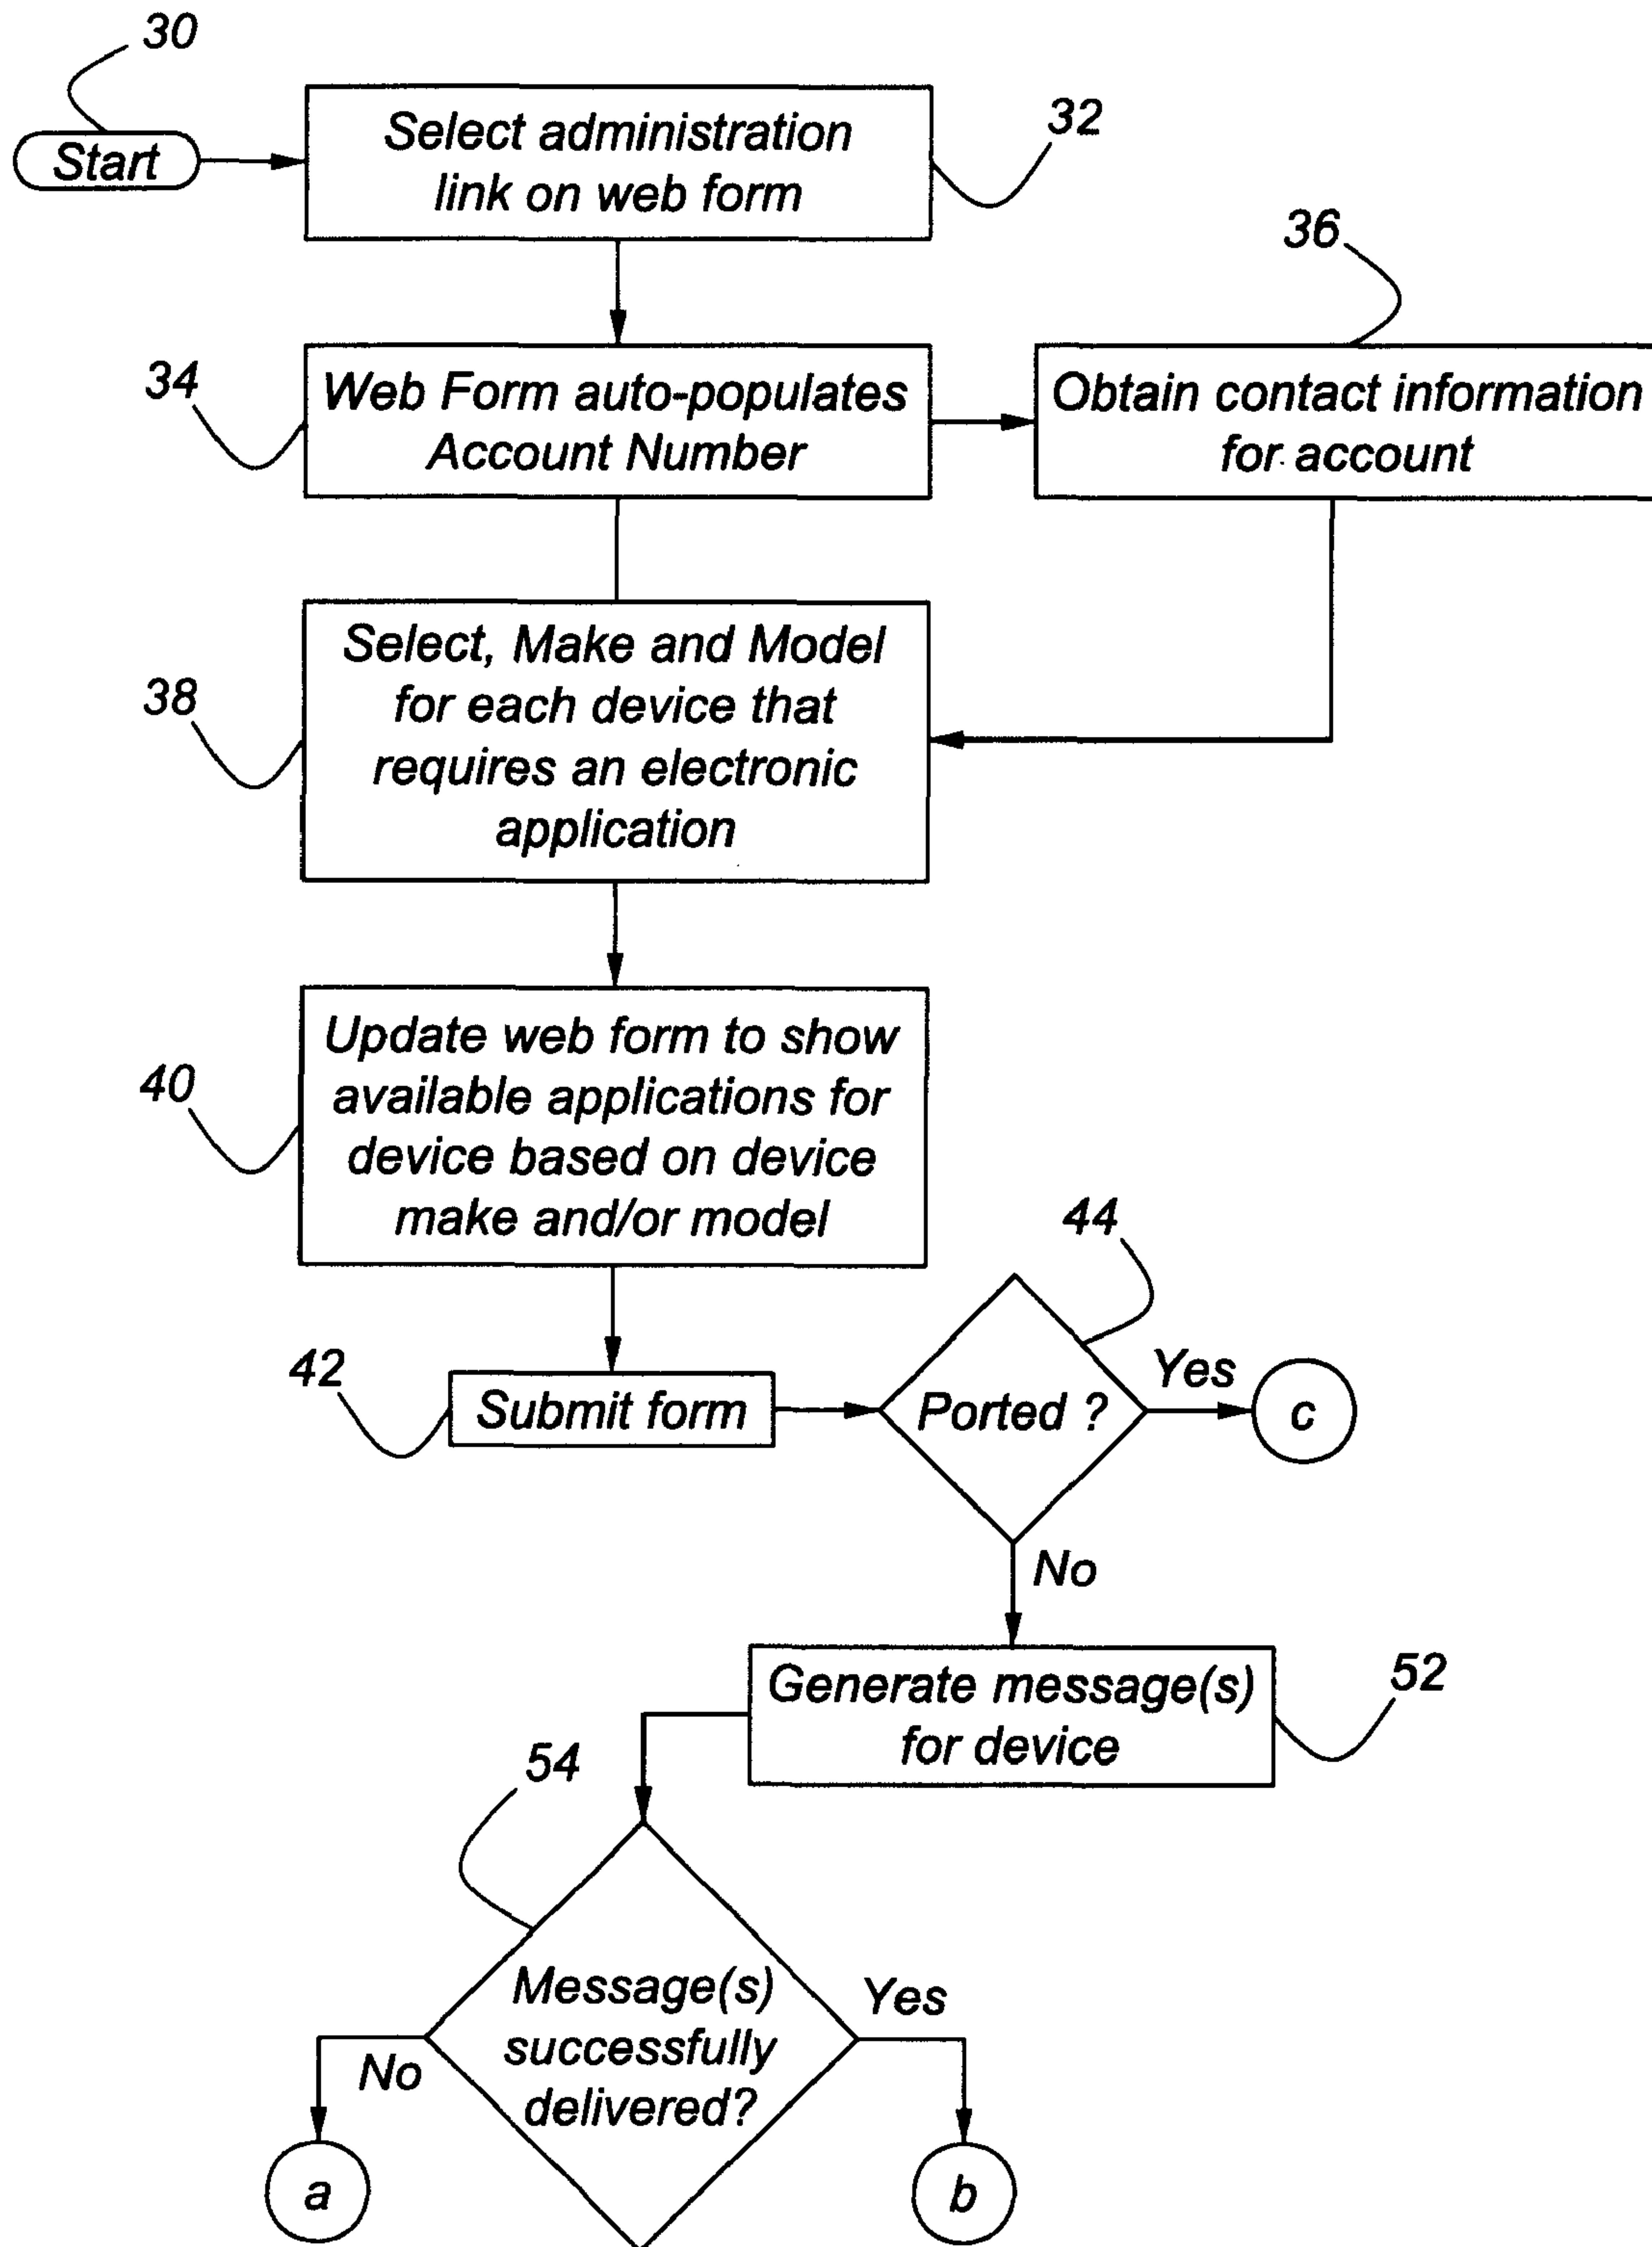 30
Start
Select administration
link on web form
32
34
Web Form auto-populates
Account Number
36
Obtain contact information
for account
38
Select, Make and Model
for each device that
requires an electronic
application
40
Update web form to show
available applications for
device based on device
make and/or model
42
Submit form
44
Ported ?
Yes
c
No
Generate message(s)
for device
52
54
Message(s)
successfully
delivered?
Yes
No
a
b